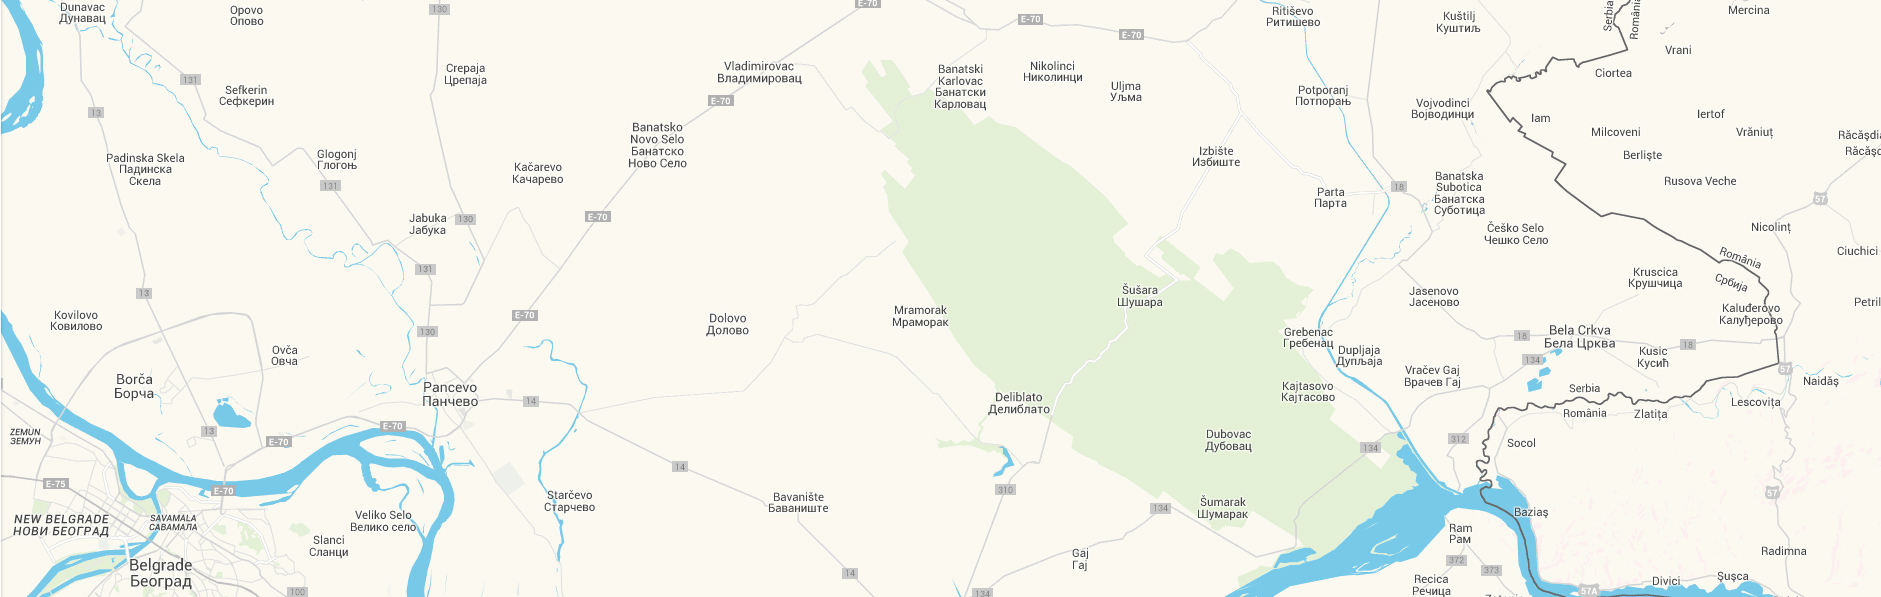 Dunavac
Дунавац
Opovo
Опово
130
E-70
E-70
E-70
Ritiševo
Ритишево
Kuštilj
Куштиљ
Serbia
România
Mercina
Vrani
Ciortea
131
Sefkerin
Сефкерин
Crepaja
Црепаја
Vladimirovac
Владимировац
E-70
Banatski
Karlovac
Банатски
Карловац
Nikolinci
Николинци
Uljma
Уљма
Potporanj
Потпорањ
Vojvodinci
Војводинци
Iam
Milcoveni
Iertof
Vrăniuț
Berliște
Rusova Veche
13
Padinska Skela
Падинска
Скела
Glogonj
Глогоњ
131
Kačarevo
Качарево
Banatsko
Novo Selo
Банатско
Ново Село
Izbište
Избиште
Parta
Парта
18
Banatska
Subotica
Банатска
Суботица
57
Jabuka
Јабука
130
E-70
Češko Selo
Чешко Село
Nicolinț
Ciuchici
România
Србија
131
13
Kovilovo
Ковилово
Ovča
Овча
130
E-70
Dolovo
Долово
Mramorak
Мраморак
Šušara
Шушара
Jasenovo
Јасеново
Kruscica
Крушчица
Kaluđerovo
Калуђерово
Petril
Grebenac
Гребенац
Dupljaja
Дупљаја
18
Bela Crkva
Бела Црква
134
18
Kusic
Кусић
57
Naidăș
Borča
Борча
Pancevo
Панчево
14
Deliblato
Делиблато
Kajtasovo
Кајтасово
Vračev Gaj
Врачев Гај
Serbia
România
Zlatița
Lescovița
ZEMUN
ЗЕМУН
13
E-70
E-70
Dubovac
Дубовац
134
312
Socol
E-75
E-70
14
310
57
NEW BELGRADE
НОВИ БЕОГРАД
SAVAMALA
САВАМАЛА
Veliko Selo
Велико село
Starčevo
Старчево
Bavanište
Баваниште
134
Šumarak
Шумарак
Baziaș
Ram
Рам
Slanci
Сланци
Belgrade
Београд
100
14
Gaj
Гај
134
372
373
Recica
Речица
57A
Divici
Șușca
Radimna